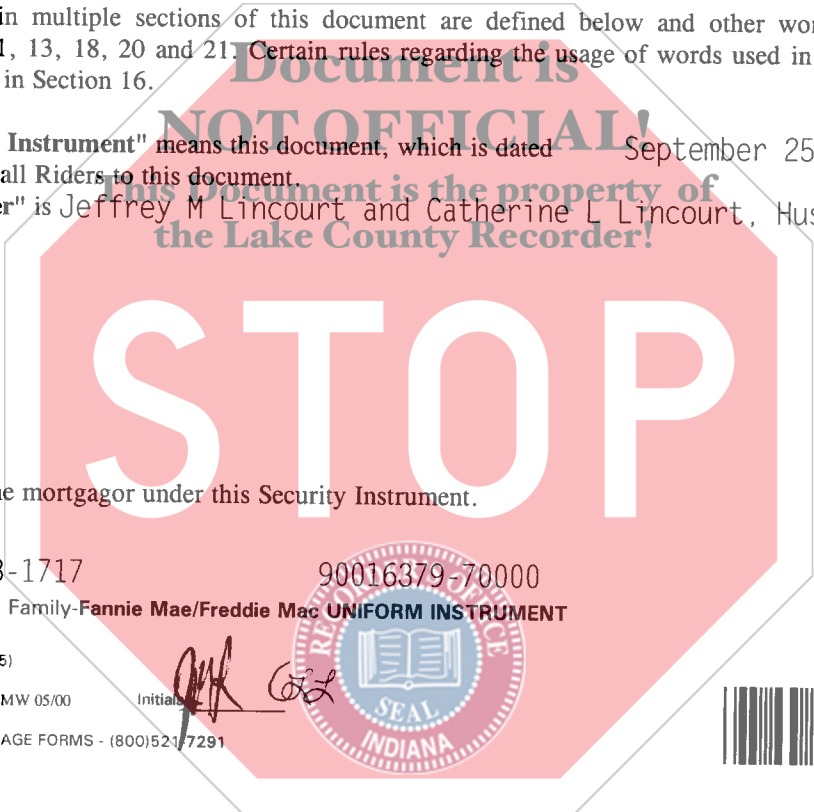 in multiple sections of this document are defined below and other wor
1, 13, 18, 20 and 21. Certain rules regarding the usage of words used in
in Section 16.
Document is
NOT OFFICIAL!
This Document is the property of
the Lake County Recorder!
Instrument" means this document, which is dated September 25
all Riders to this document.
er" is Jeffrey M Lincourt and Catherine L Lincourt, Hus
STOP
e mortgagor under this Security Instrument.
3-1717 90016379-70000
Family-Fannie Mae/Freddie Mac UNIFORM INSTRUMENT
5)
MW 05/00 Initials
AGE FORMS - (800)521-7291
RECORDER'S OFFICE
SEAL
INDIANA